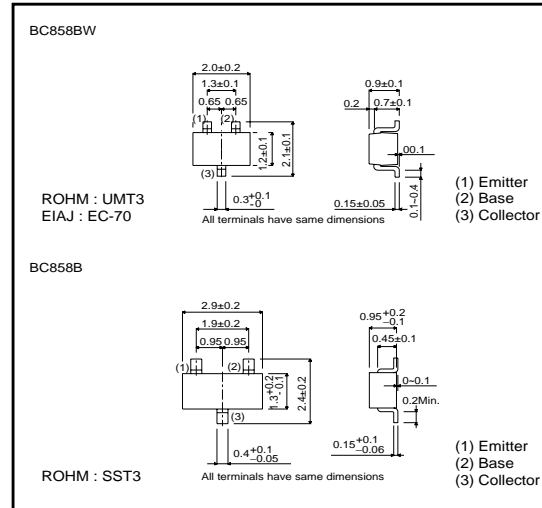 BC858BW
2.0±0.2
1.3±0.1
0.65 0.65
(1) (2)
(3)
1.2±0.1
2.1±0.1
0.3+0.1 -0
All terminals have same dimensions
0.9±0.1
0.2 0.7±0.1
00.1
0.15±0.05
0.1~0.4
ROHM : UMT3
EIAJ : EC-70
(1) Emitter
(2) Base
(3) Collector
BC858B
2.9±0.2
1.9±0.2
0.95 0.95
(1) (2)
(3)
1.3+0.2 -0.1
2.4±0.2
0.4+0.1 −0.05
All terminals have same dimensions
0.95+0.2 −0.1
0.45±0.1
0~0.1
0.2Min.
0.15+0.1 −0.06
ROHM : SST3
(1) Emitter
(2) Base
(3) Collector